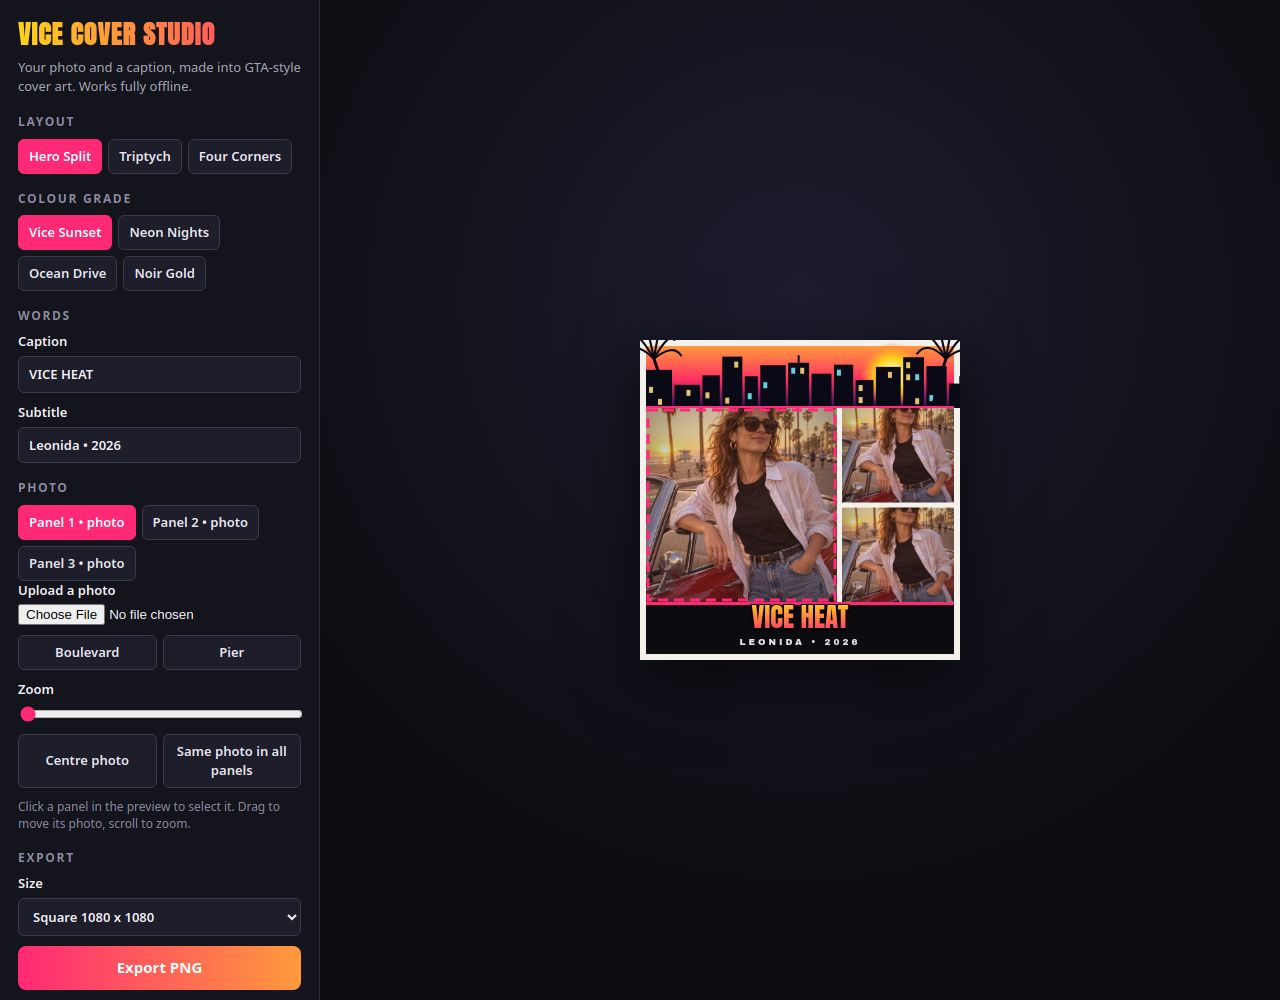 VICE COVER STUDIO
Your photo and a caption, made into GTA-style
cover art. Works fully offline.
LAYOUT
Hero Split
Triptych
Four Corners
COLOUR GRADE
Vice Sunset
Neon Nights
Ocean Drive
Noir Gold
WORDS
Caption
VICE HEAT
Subtitle
Leonida • 2026
PHOTO
Panel 1 • photo
Panel 2 • photo
Panel 3 • photo
Upload a photo
Choose File No file chosen
Boulevard
Pier
Zoom
Centre photo
Same photo in all
panels
Click a panel in the preview to select it. Drag to
move its photo, scroll to zoom.
EXPORT
Size
Square 1080 x 1080
Export PNG
VICE HEAT
LEONIDA • 2026